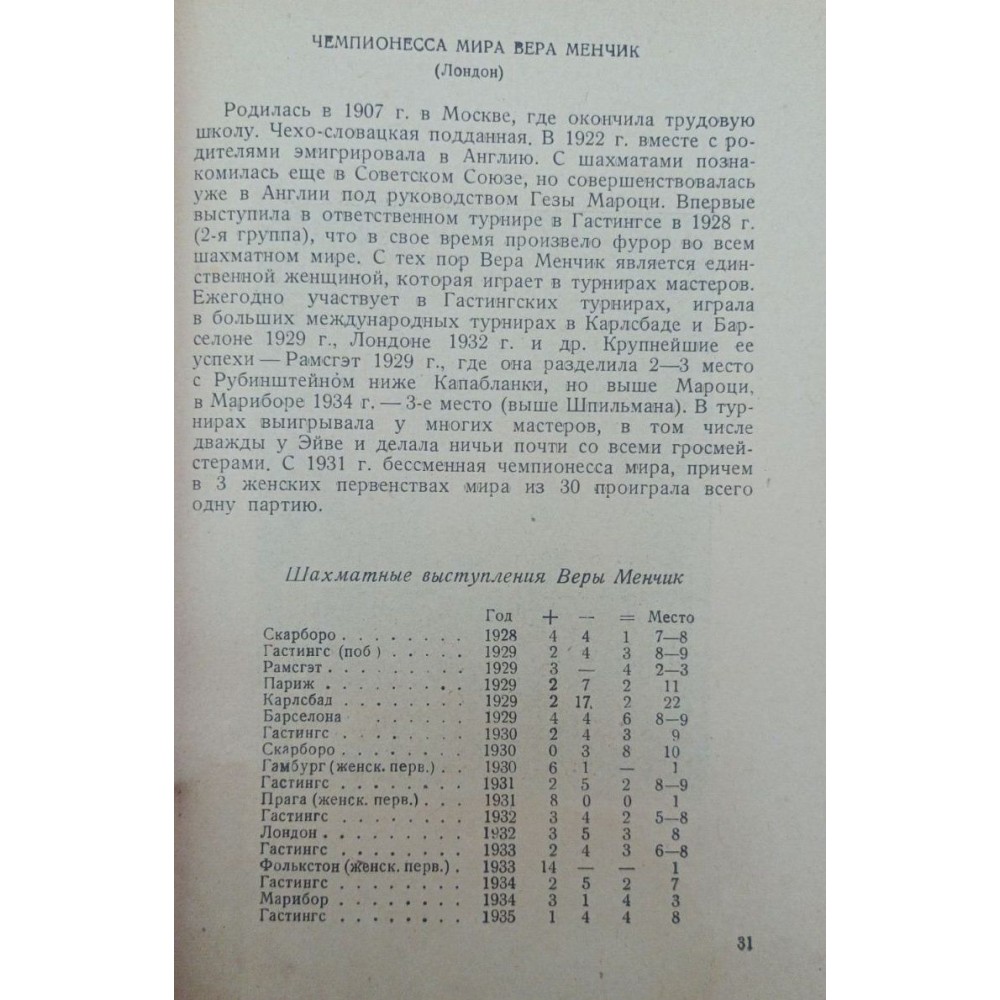 ЧЕМПИОНЕССА МИРА ВЕРА МЕНЧИК
(Лондон)
Родилась в 1907 г. в Москве, где окончила трудовую
школу. Чехо-словацкая подданная. В 1922 г. вместе с ро-
дителями эмигрировала в Англию. С шахматами позна-
комилась еще в Советском Союзе, но совершенствовалась
уже в Англии под руководством Гезы Мароци. Впервые
выступила в ответственном турнире в Гастингсе в 1928 г.
(2-я группа), что в свое время произвело фурор во всем
шахматном мире. С тех пор Вера Менчик является един-
ственной женщиной, которая играет в турнирах мастеров.
Ежегодно участвует в Гастингских турнирах, играла
в больших международных турнирах в Карлсбаде и Бар-
селоне 1929 г., Лондоне 1932 г. и др. Крупнейшие ее
успехи — Рамсгэт 1929 г., где она разделила 2—3 место
с Рубинштейном ниже Капабланки, но выше Мароци,
в Мариборе 1934 г. — 3-е место (выше Шпильмана). В тур-
нирах выигрывала у многих мастеров, в том числе
дважды у Эйве и делала ничьи почти со всеми гросмей-
стерами. С 1931 г. бессменная чемпионесса мира, причем
в 3 женских первенствах мира из 30 проиграла всего
одну партию.
Шахматные выступления Веры Менчик
Год + — = Место
Скарборо . . . . . . . . 1928 4 4 1 7—8
Гастингс (поб ) . . . . . 1929 2 4 3 8—9
Рамсгэт . . . . . . . . 1929 3 — 4 2—3
Париж . . . . . . . . . 1929 2 7 2 11
Карлсбад . . . . . . . . 1929 2 17. 2 22
Барселона . . . . . . 1929 4 4 6 8—9
Гастингс . . . . . . . . 1930 2 4 3 9
Скарборо . . . . . . . . 1930 0 3 8 10
Гамбург (женск. перв.) . . 1930 6 1 — 1
Гастингс . . . . . . . . 1931 2 5 2 8—9
Прага (женск. перв.) . . . 1931 8 0 0 1
Гастингс . . . . . . . . 1932 3 4 2 5—8
Лондон . . . . . . . . . 1932 3 5 3 8
Гастингс . . . . . . . . 1933 2 4 3 6—8
Фолькстон (женск. перв.) . 1933 14 — — 1
Гастингс . . . . . . . . 1934 2 5 2 7
Марибор . . . . . . . . 1934 3 1 4 3
Гастингс . . . . . . . . 1935 1 4 4 8
31